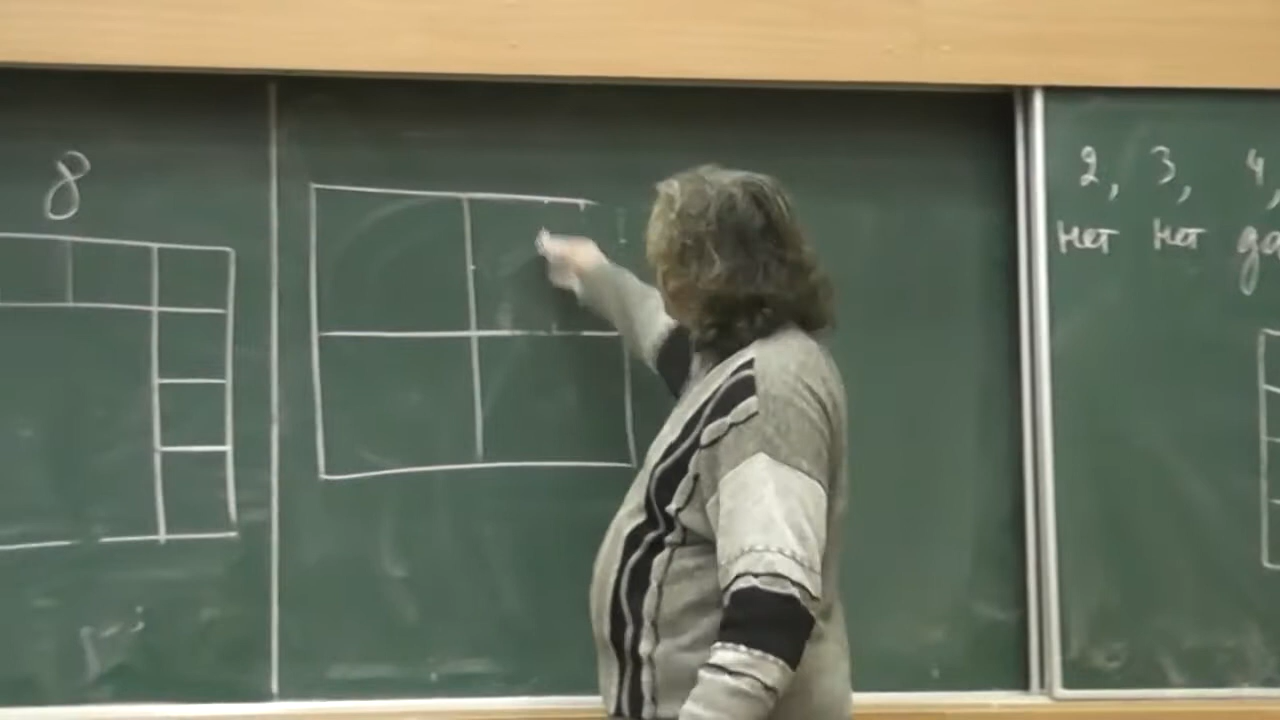 8
2, 3, 4,
нет нет да